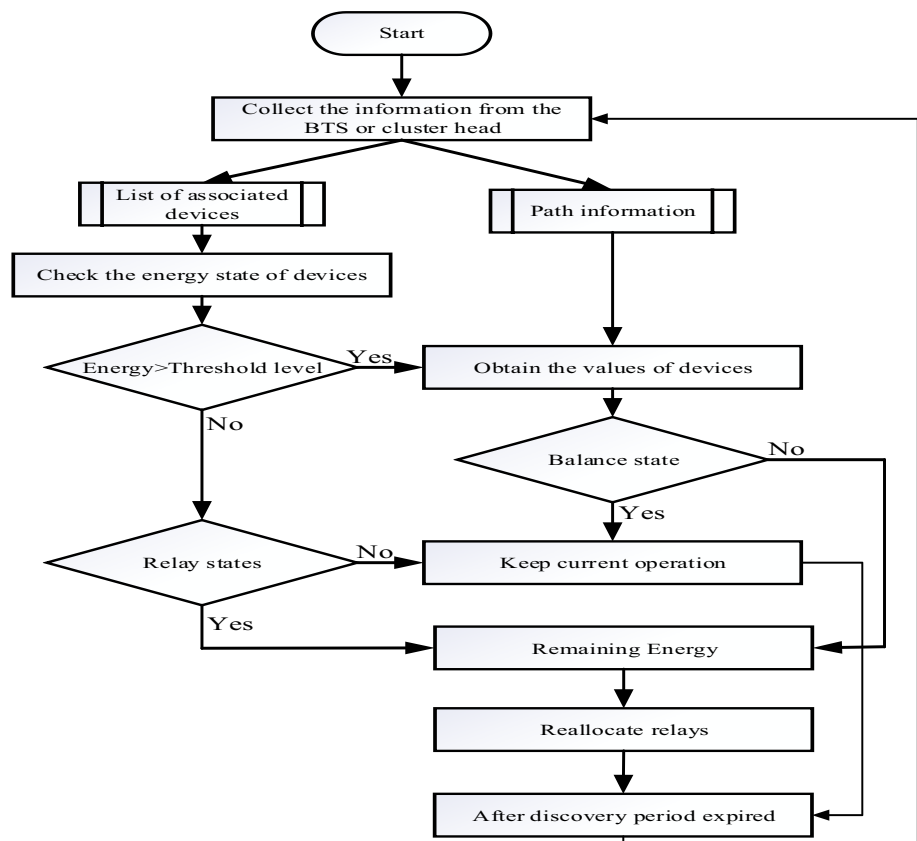 Start
Collect the information from the
BTS or cluster head
List of associated
devices
Path information
Check the energy state of devices
Energy>Threshold level
Yes
Obtain the values of devices
No
Balance state
No
Yes
Relay states
No
Keep current operation
Yes
Remaining Energy
Reallocate relays
After discovery period expired